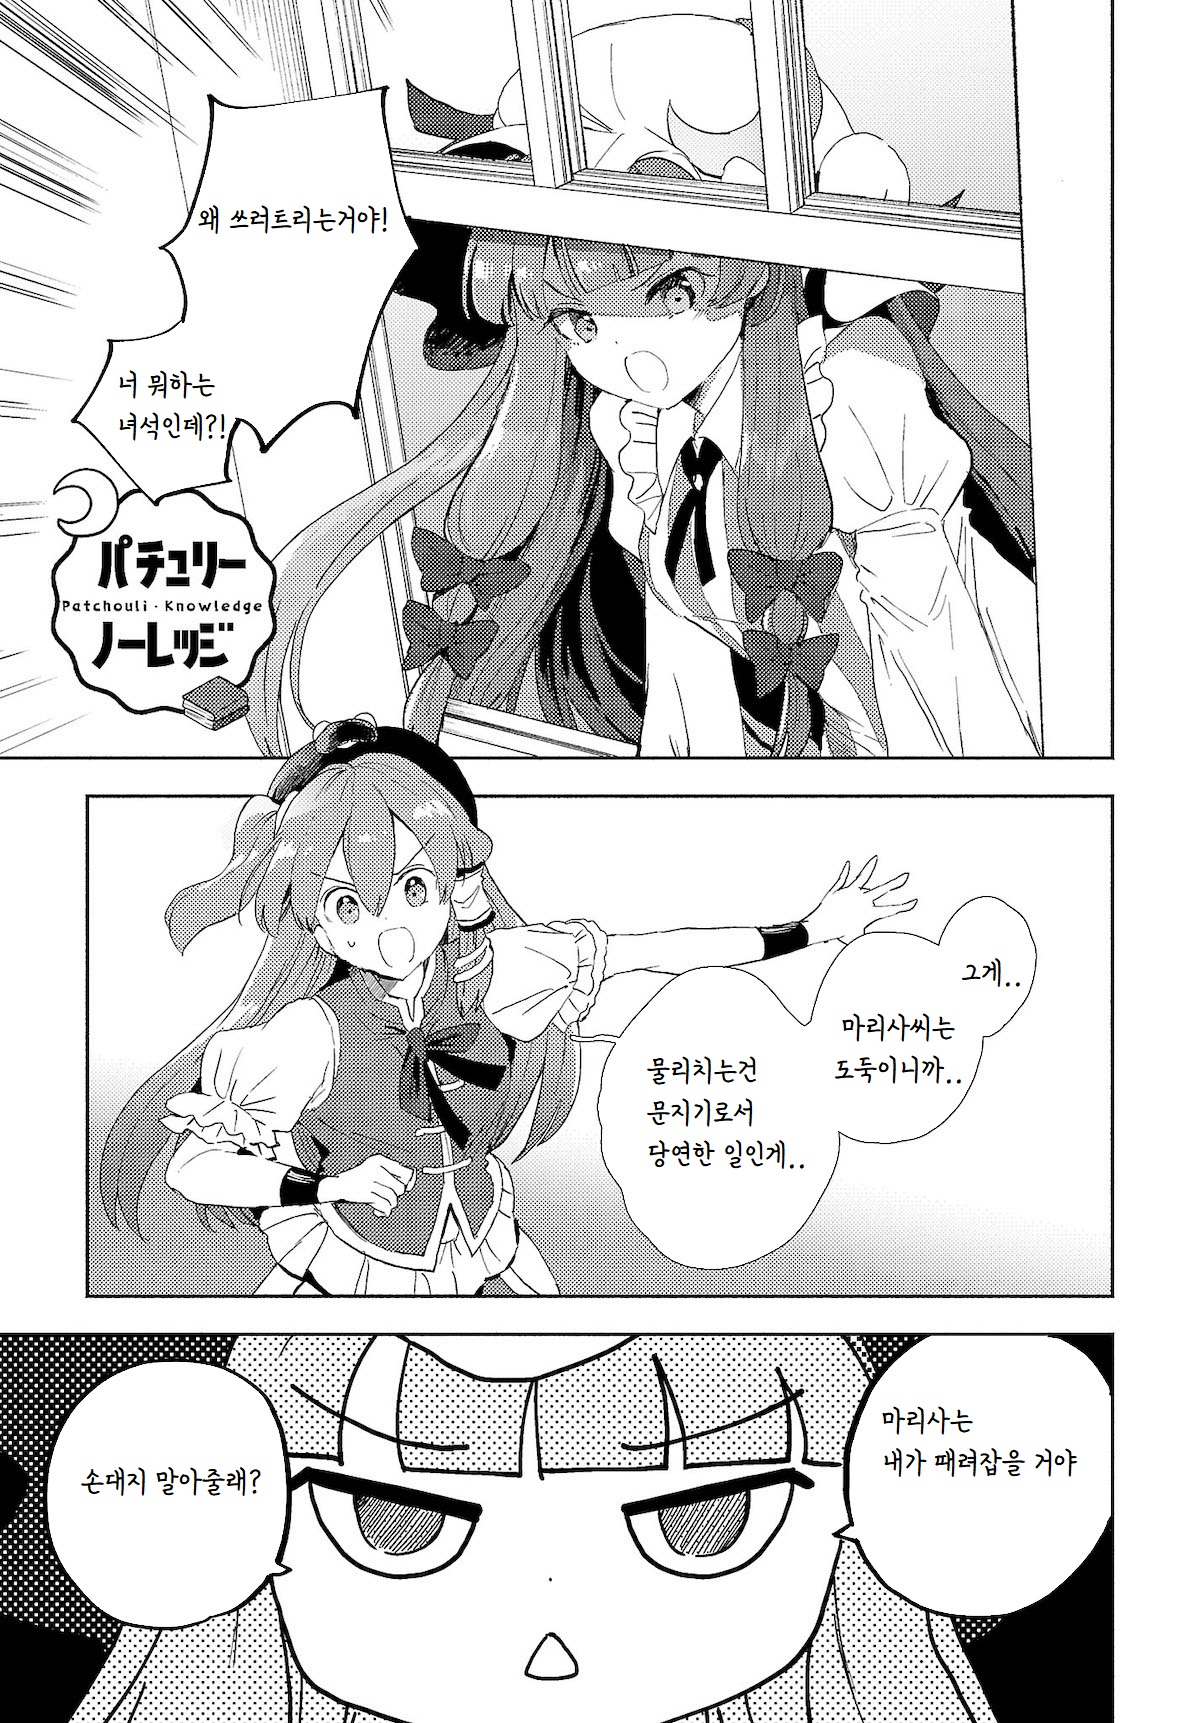 왜 쓰러트리는거야!
너 뭐하는
녀석인데?!
パチュリー
Patchouli・Knowledge
ノーレッジ
그게..
마리사씨는
도둑이니까..
물리치는건
문지기로서
당연한 일인게..
마리사는
내가 때려잡을 거야
손대지 말아줄래?